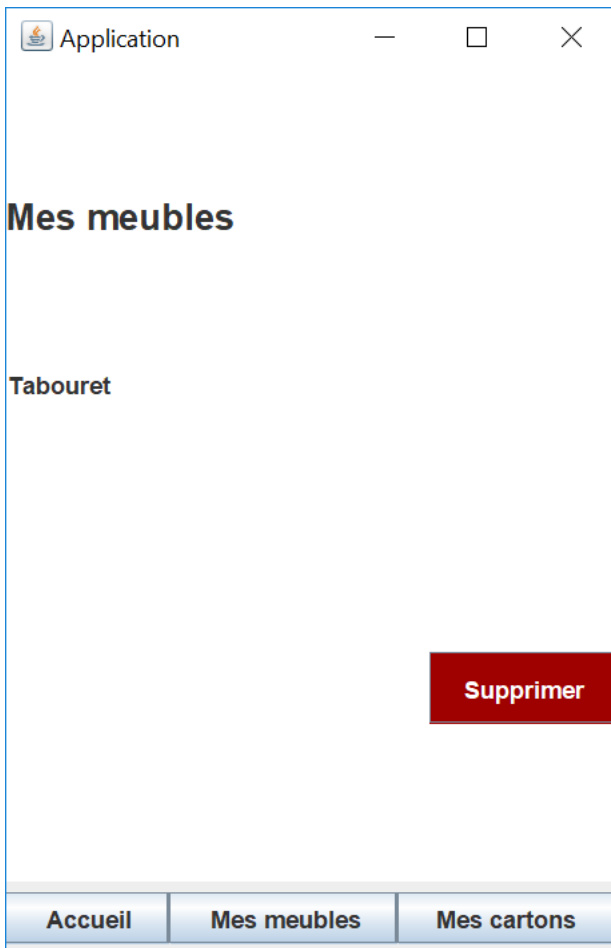 Application
Mes meubles
Tabouret
Supprimer
Accueil Mes meubles Mes cartons